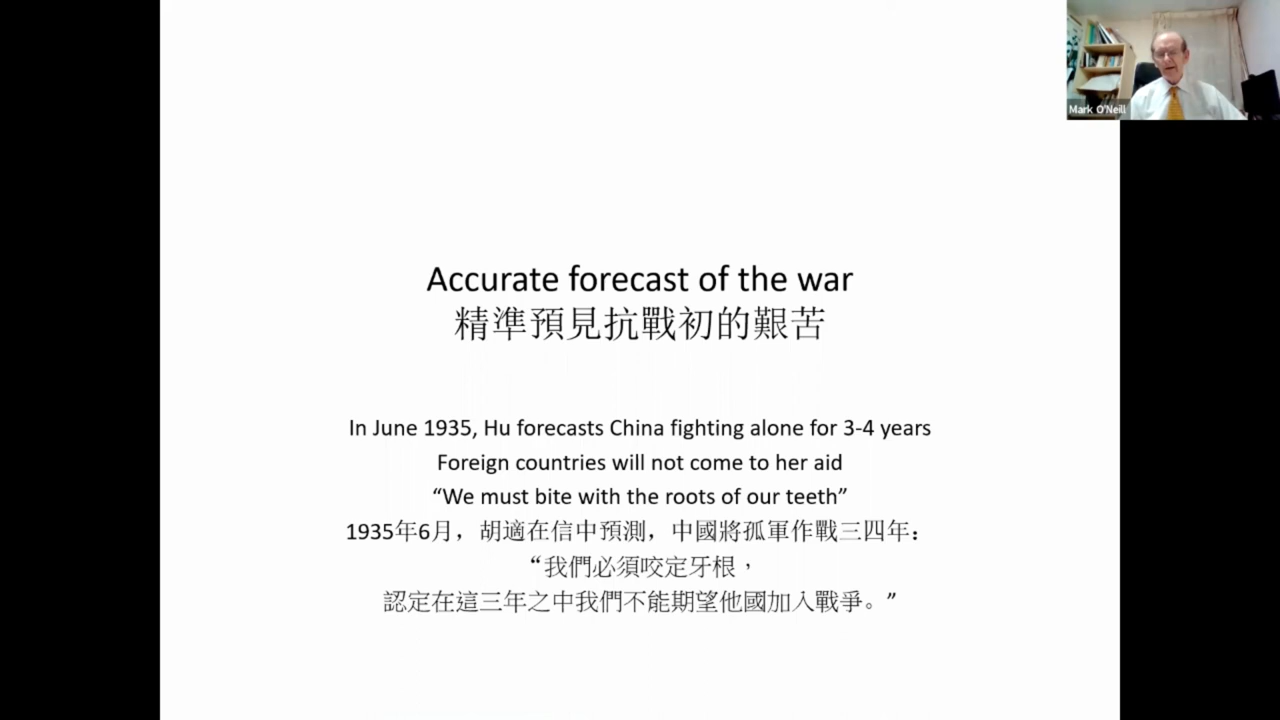 Mark O'Neill
Accurate forecast of the war
精準預見抗戰初的艱苦
In June 1935, Hu forecasts China fighting alone for 3-4 years
Foreign countries will not come to her aid
“We must bite with the roots of our teeth”
1935年6月，胡適在信中預測，中國將孤軍作戰三四年：
“我們必須咬定牙根，
認定在這三年之中我們不能期望他國加入戰爭。”